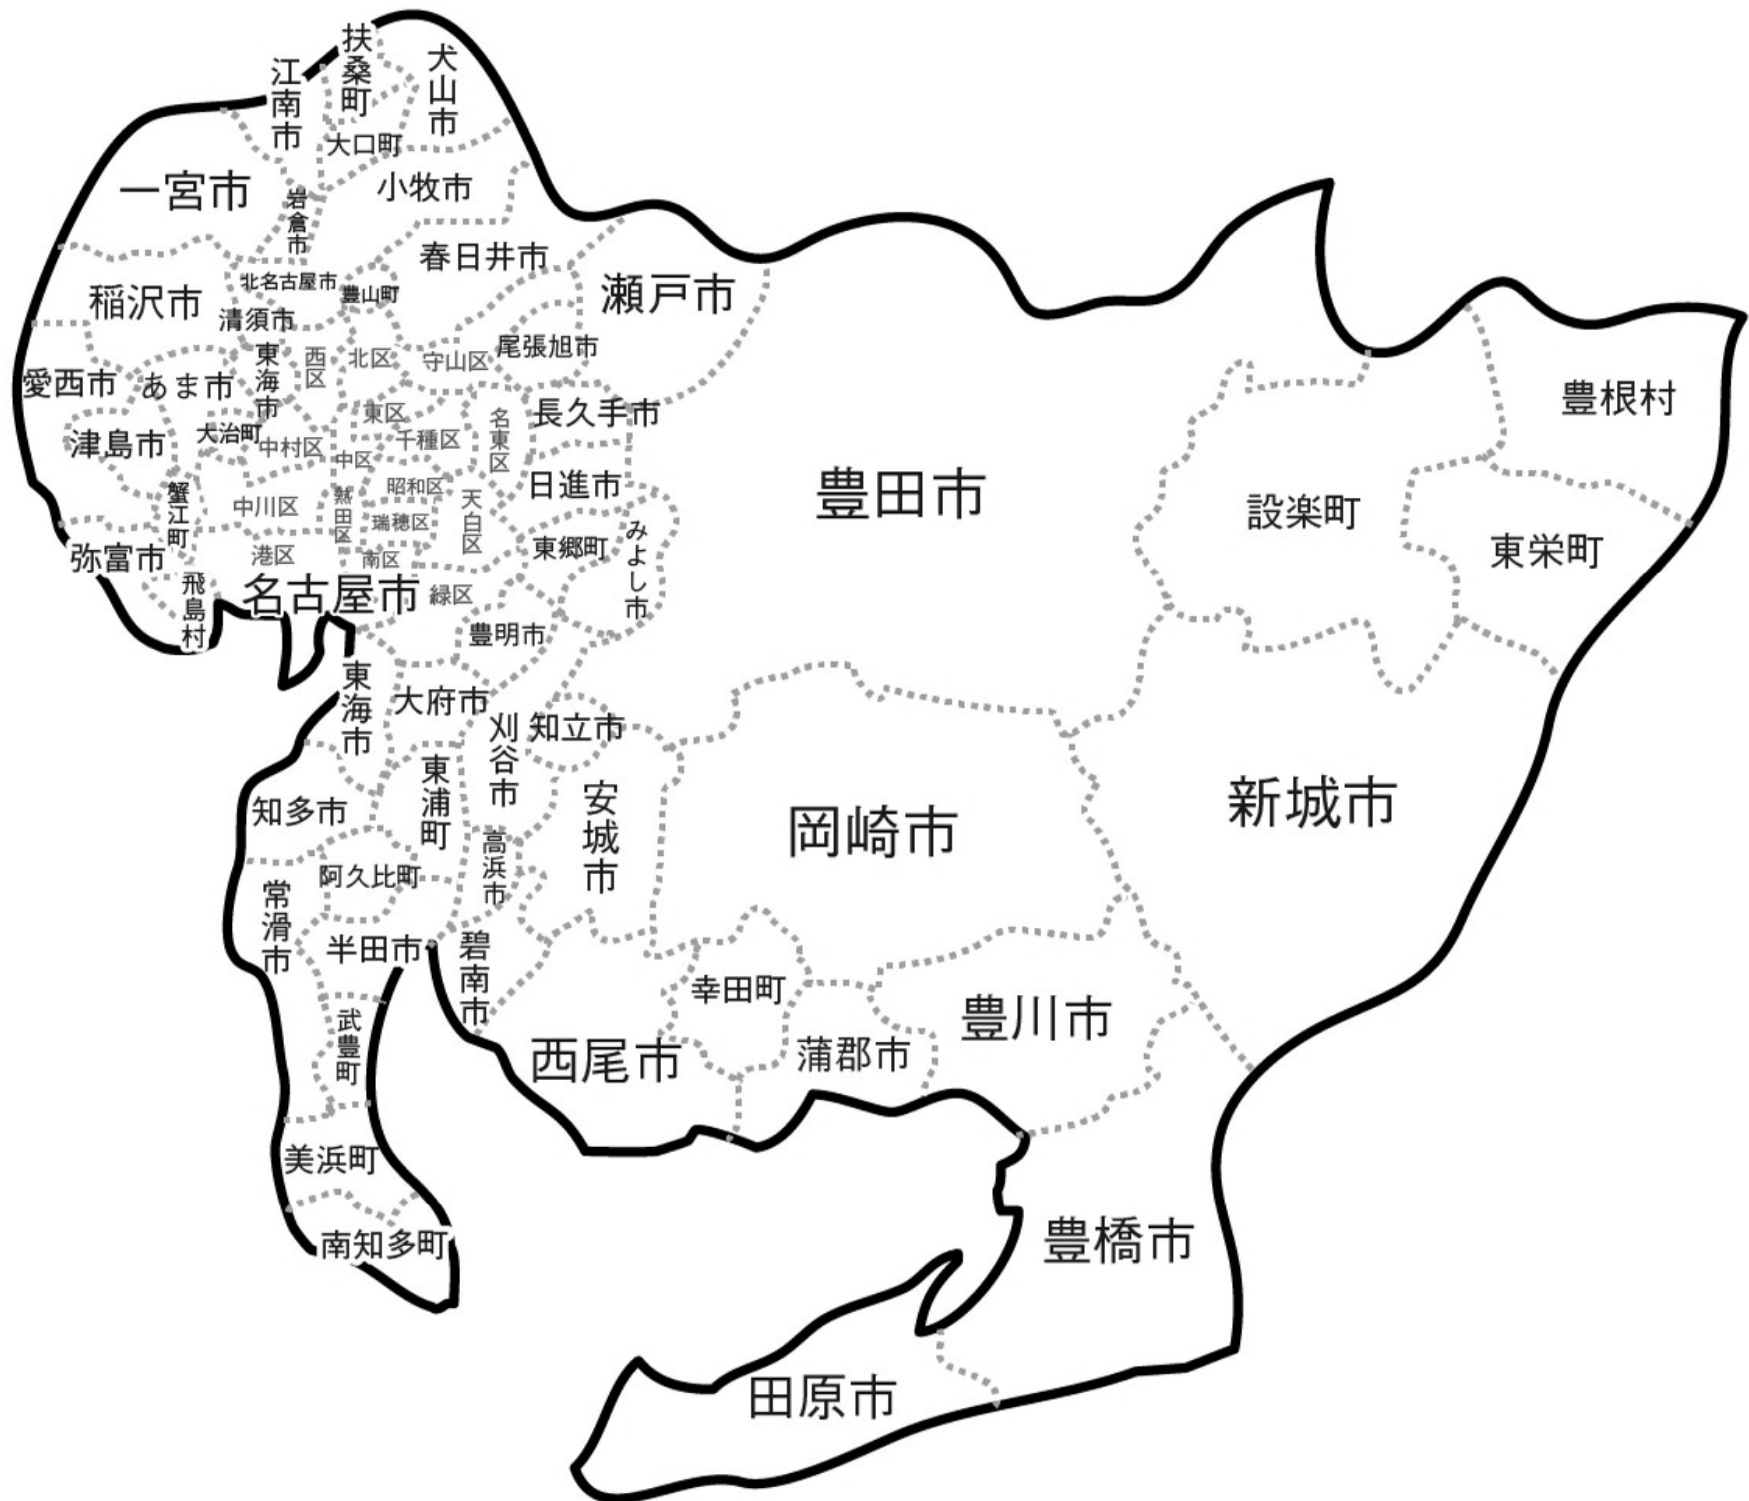 扶桑町
犬山市
江南市
大口町
一宮市
小牧市
岩倉市
春日井市
稲沢市
北名古屋市
豊山町
瀬戸市
清須市
東海市
西区
北区
守山区
尾張旭市
愛西市
あま市
豊根村
津島市
大治町
中村区
東区
千種区
名東区
長久手市
中区
豊田市
設楽町
蟹江町
中川区
熱田区
昭和区
瑞穂区
天白区
日進市
東郷町
みよし市
東栄町
弥富市
港区
南区
飛島村
名古屋市
緑区
豊明市
東海市
大府市
刈谷市
知立市
知多市
東浦町
安城市
岡崎市
新城市
高浜市
阿久比町
常滑市
半田市
碧南市
幸田町
豊川市
武豊町
西尾市
蒲郡市
美浜町
南知多町
豊橋市
田原市